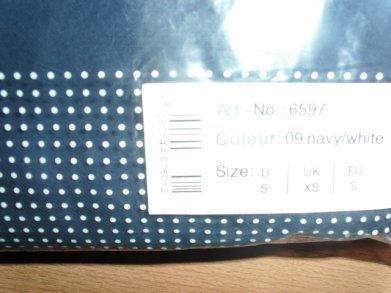 Art.-No.: 6597
Colour: 09 navy/white
Size: D UK EU
S XS S